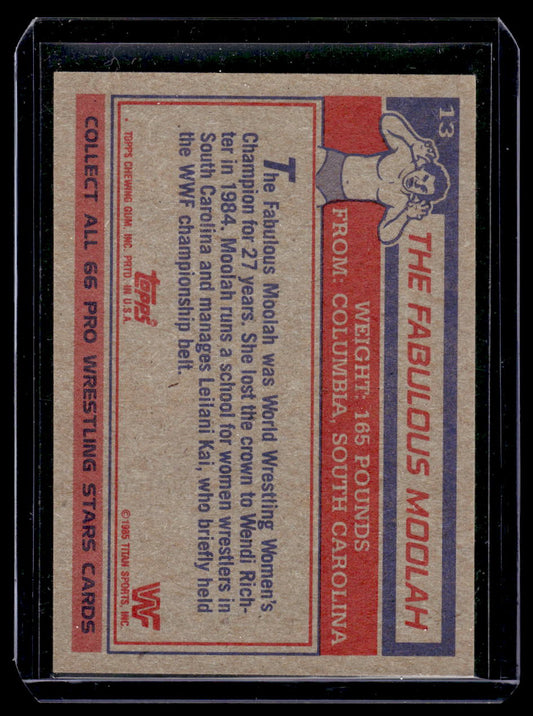 13
THE FABULOUS MOOLAH
WEIGHT: 165 POUNDS
FROM: COLUMBIA, SOUTH CAROLINA
The Fabulous Moolah was World Wrestling Women's
Champion for 27 years. She lost the crown to Wendi Rich-
ter in 1984. Moolah runs a school for women wrestlers in
South Carolina and manages Leilani Kai, who briefly held
the WWF championship belt.
topps
WF
* TOPPS CHEWING GUM, INC. PRTD. IN U.S.A.
©1985 TITAN SPORTS, INC.
COLLECT ALL 66 PRO WRESTLING STARS CARDS